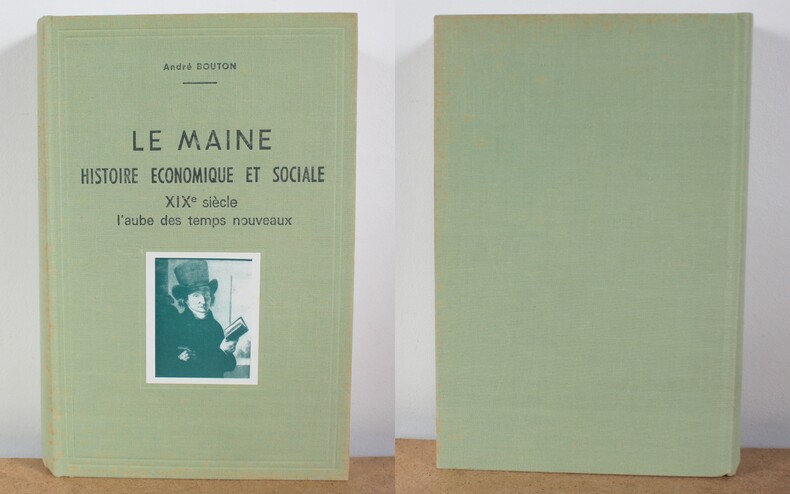 André BOUTON
LE MAINE
HISTOIRE ECONOMIQUE ET SOCIALE
XIXe siècle
l'aube des temps nouveaux